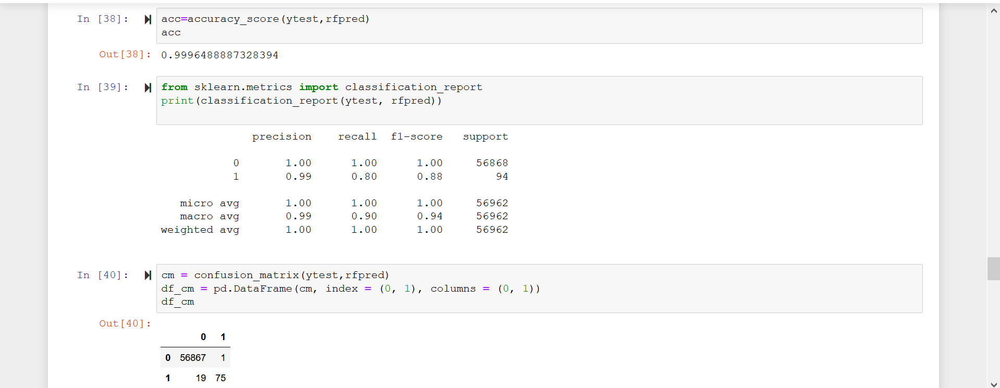 In [38]: acc=accuracy_score(ytest,rfpred)
acc
Out[38]: 0.9996488887328394
In [39]: from sklearn.metrics import classification_report
print(classification_report(ytest, rfpred))
precision recall f1-score support
0 1.00 1.00 1.00 56868
1 0.99 0.80 0.88 94
micro avg 1.00 1.00 1.00 56962
macro avg 0.99 0.90 0.94 56962
weighted avg 1.00 1.00 1.00 56962
In [40]: cm = confusion_matrix(ytest,rfpred)
df_cm = pd.DataFrame(cm, index = (0, 1), columns = (0, 1))
df_cm
Out[40]:
0 1
0 56867 1
1 19 75